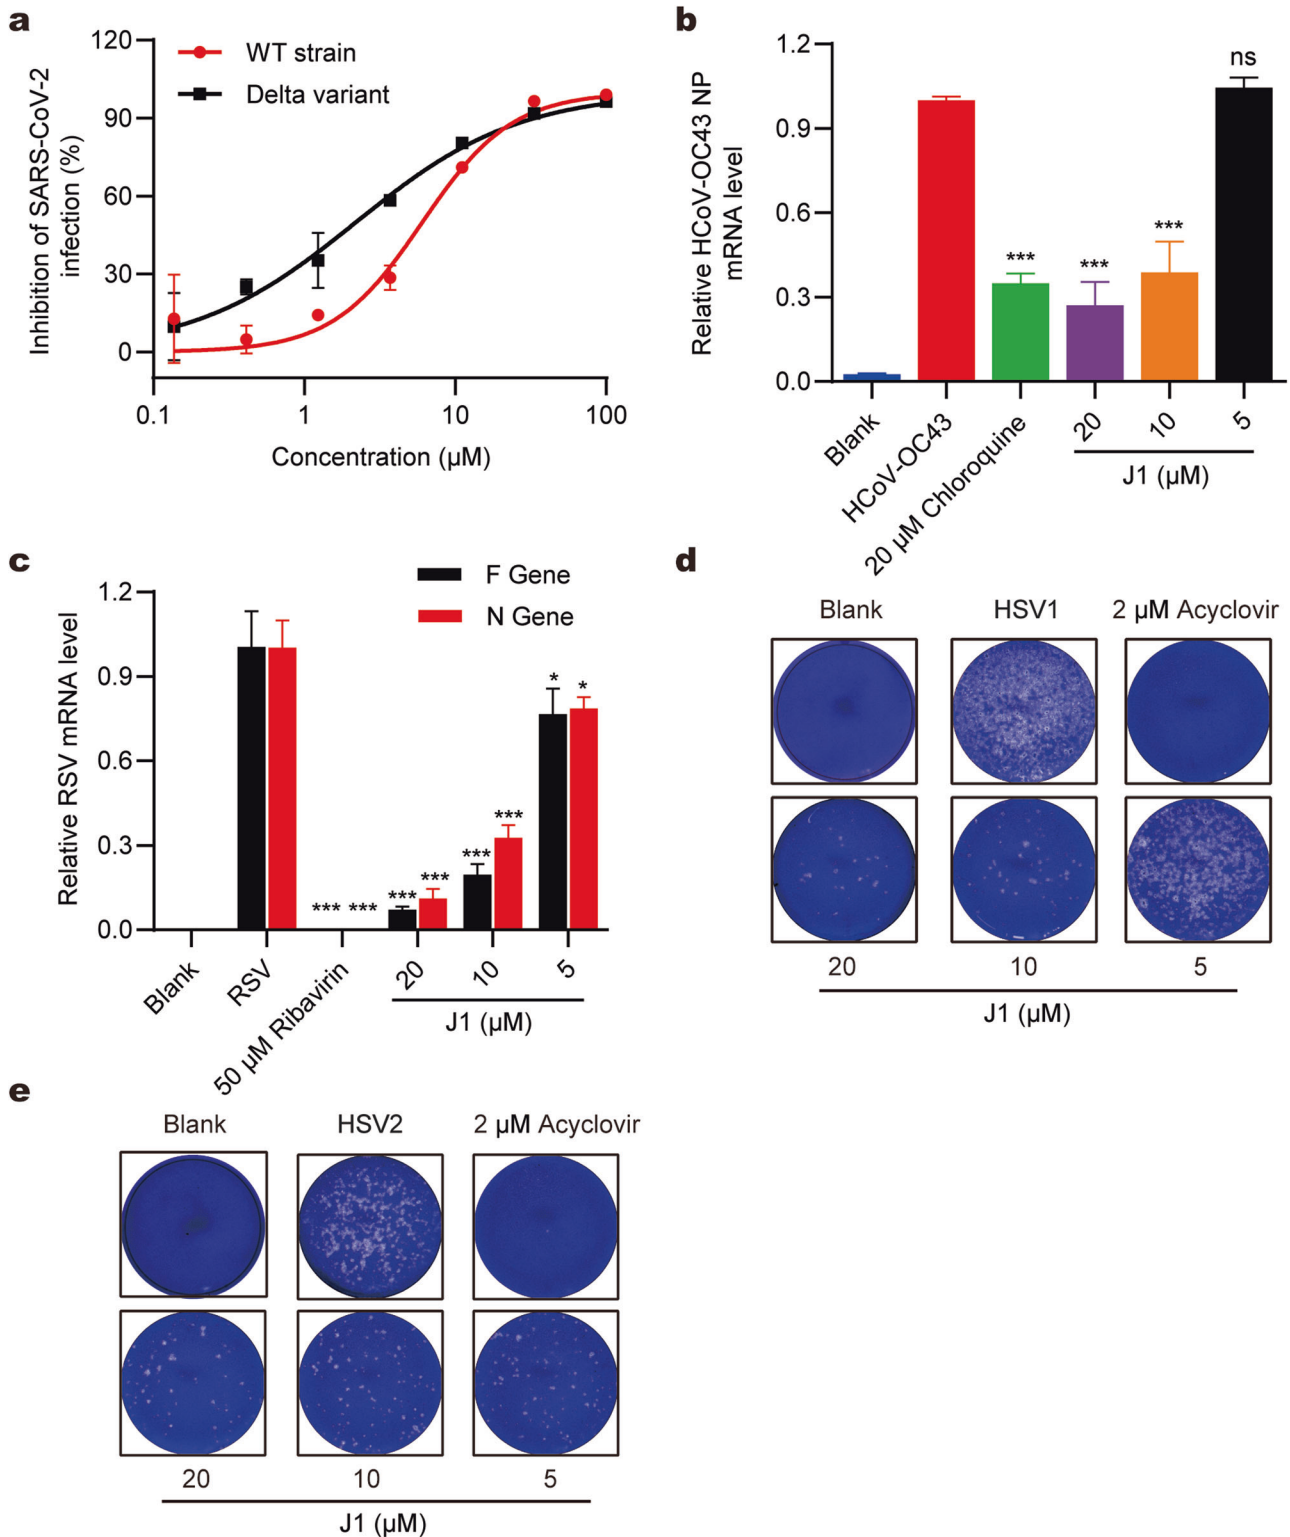 a
120
90
60
30
0
Inhibition of SARS-CoV-2
infection (%)
WT strain
Delta variant
0.1 1 10 100
Concentration (µM)
b
1.2
0.9
0.6
0.3
0.0
Relative HCoV-OC43 NP
mRNA level
***
***
***
ns
Blank
HCoV-OC43
20 µM Chloroquine
20
10
5
J1 (µM)
c
1.2
0.9
0.6
0.3
0.0
Relative RSV mRNA level
F Gene
N Gene
*** ***
*** ***
*** ***
* *
Blank
RSV
50 µM Ribavirin
20
10
5
J1 (µM)
d
Blank HSV1 2 µM Acyclovir
20 10 5
J1 (µM)
e
Blank HSV2 2 µM Acyclovir
20 10 5
J1 (µM)